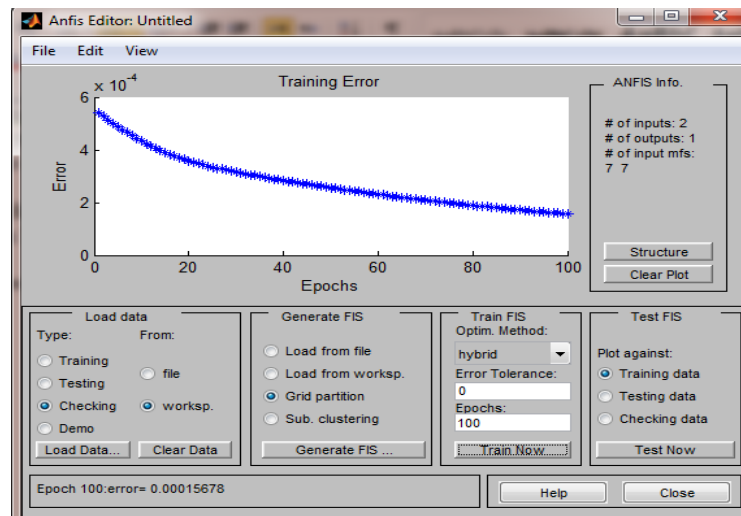 Anfis Editor: Untitled
File Edit View
Training Error
x 10^-4
6
4
2
0
Error
0 20 40 60 80 100
Epochs
ANFIS Info.
# of inputs: 2
# of outputs: 1
# of input mfs:
7 7
Structure
Clear Plot
Load data
Type: From:
Training
Testing
Checking
Demo
file
worksp.
Load Data... Clear Data
Generate FIS
Load from file
Load from worksp.
Grid partition
Sub. clustering
Generate FIS ...
Train FIS
Optim. Method:
hybrid
Error Tolerance:
0
Epochs:
100
Train Now
Test FIS
Plot against:
Training data
Testing data
Checking data
Test Now
Epoch 100:error= 0.00015678
Help Close